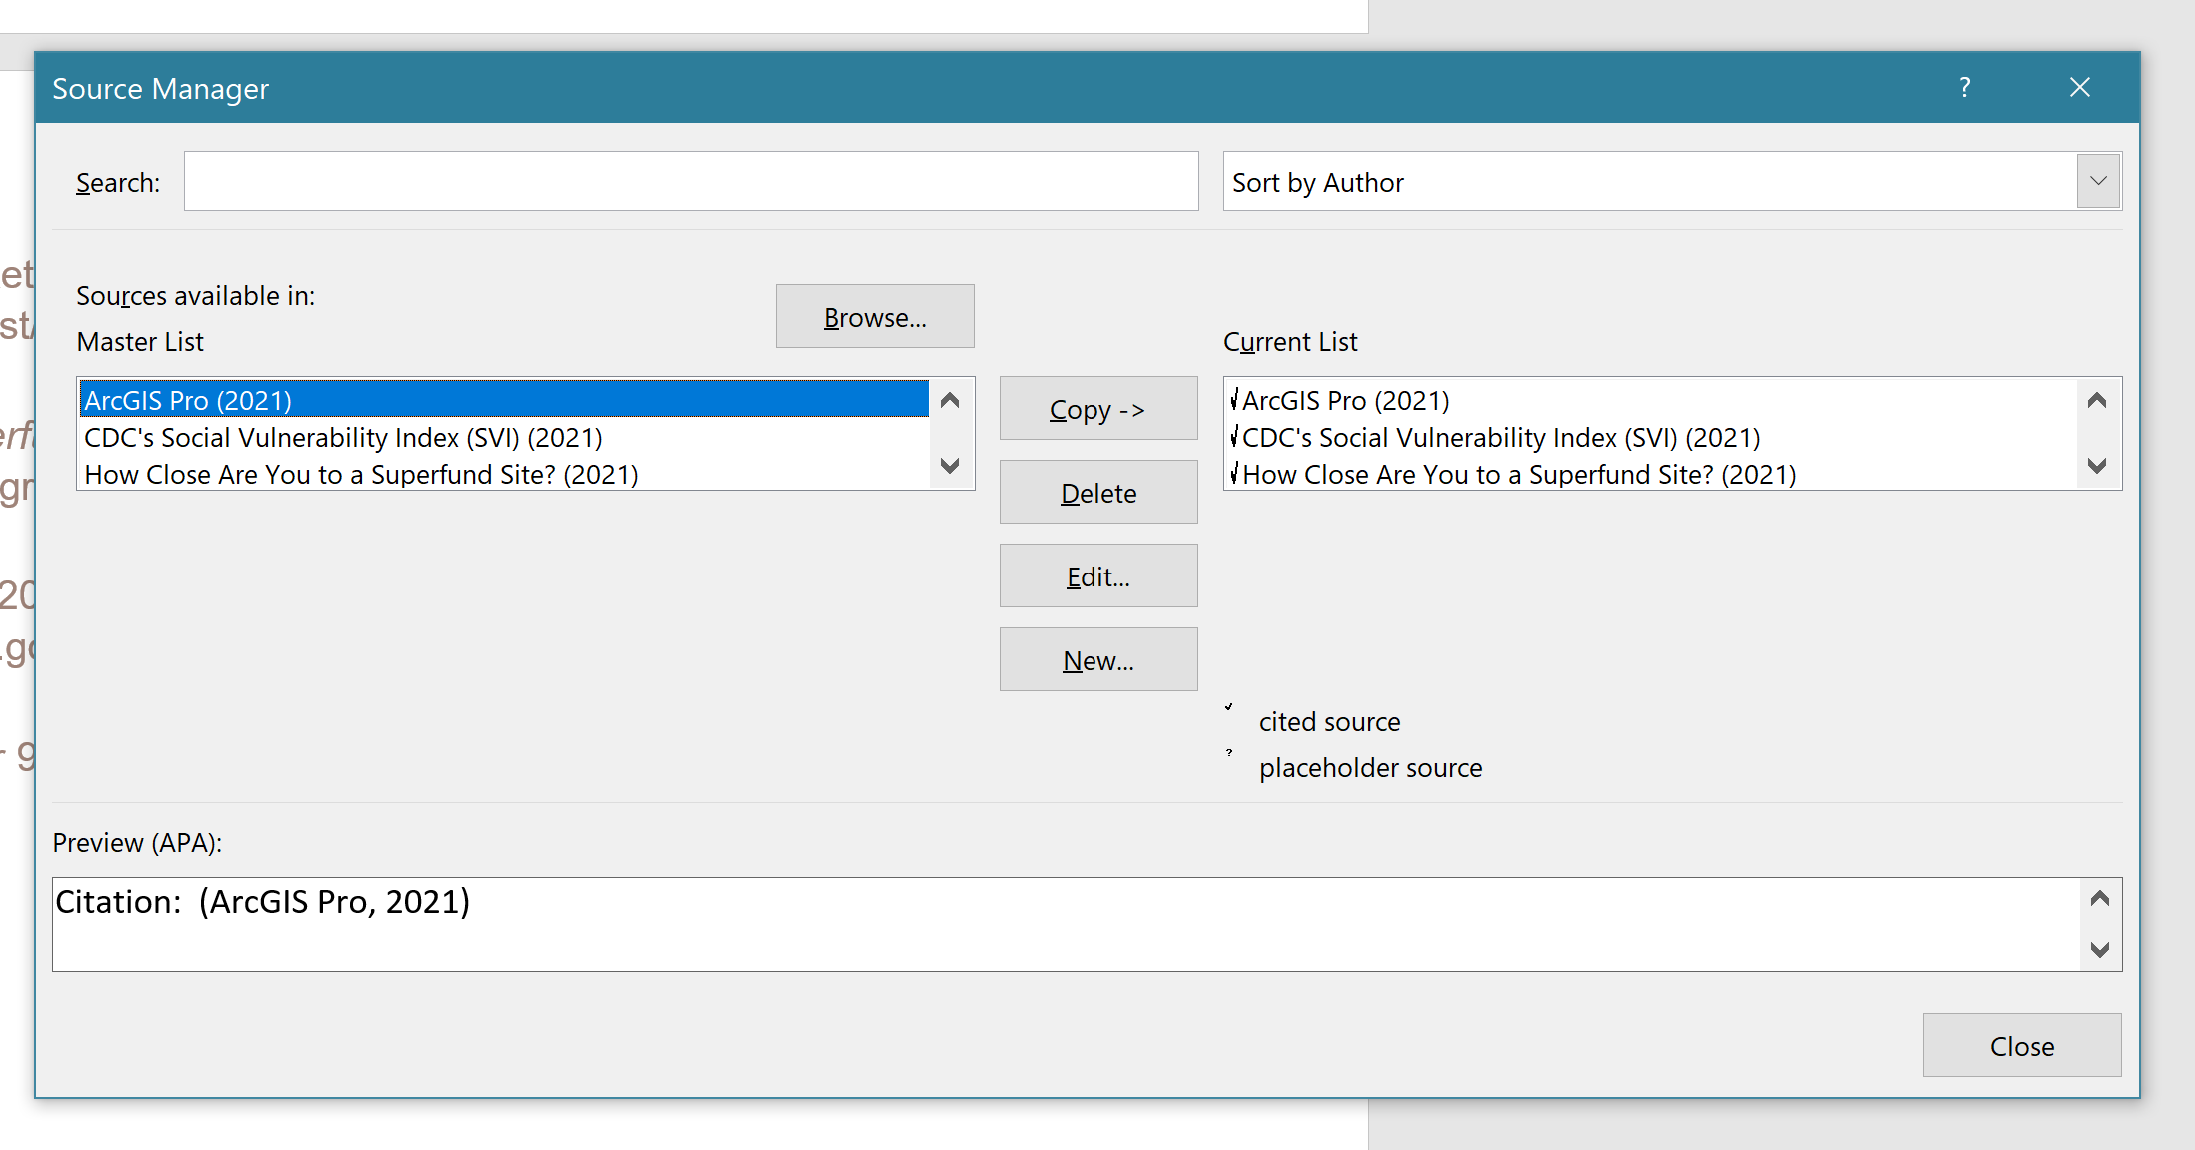 Source Manager
?
Search:
Sort by Author
Sources available in:
Browse...
Master List
Current List
ArcGIS Pro (2021)
CDC's Social Vulnerability Index (SVI) (2021)
How Close Are You to a Superfund Site? (2021)
Copy ->
Delete
Edit...
New...
✓ArcGIS Pro (2021)
✓CDC's Social Vulnerability Index (SVI) (2021)
✓How Close Are You to a Superfund Site? (2021)
✓ cited source
? placeholder source
Preview (APA):
Citation: (ArcGIS Pro, 2021)
Close